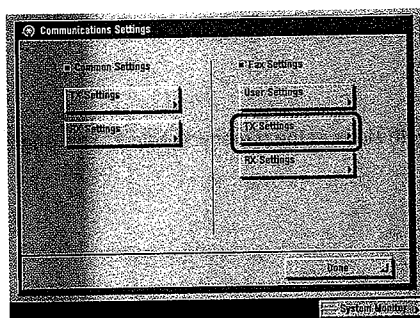 Communications Settings
Common Settings
TX Settings
RX Settings
Fax Settings
User Settings
TX Settings
RX Settings
Done
System Monitor